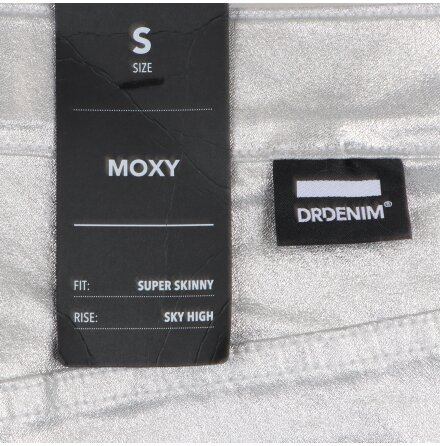 S
SIZE
MOXY
DRDENIM®
FIT: SUPER SKINNY
RISE: SKY HIGH